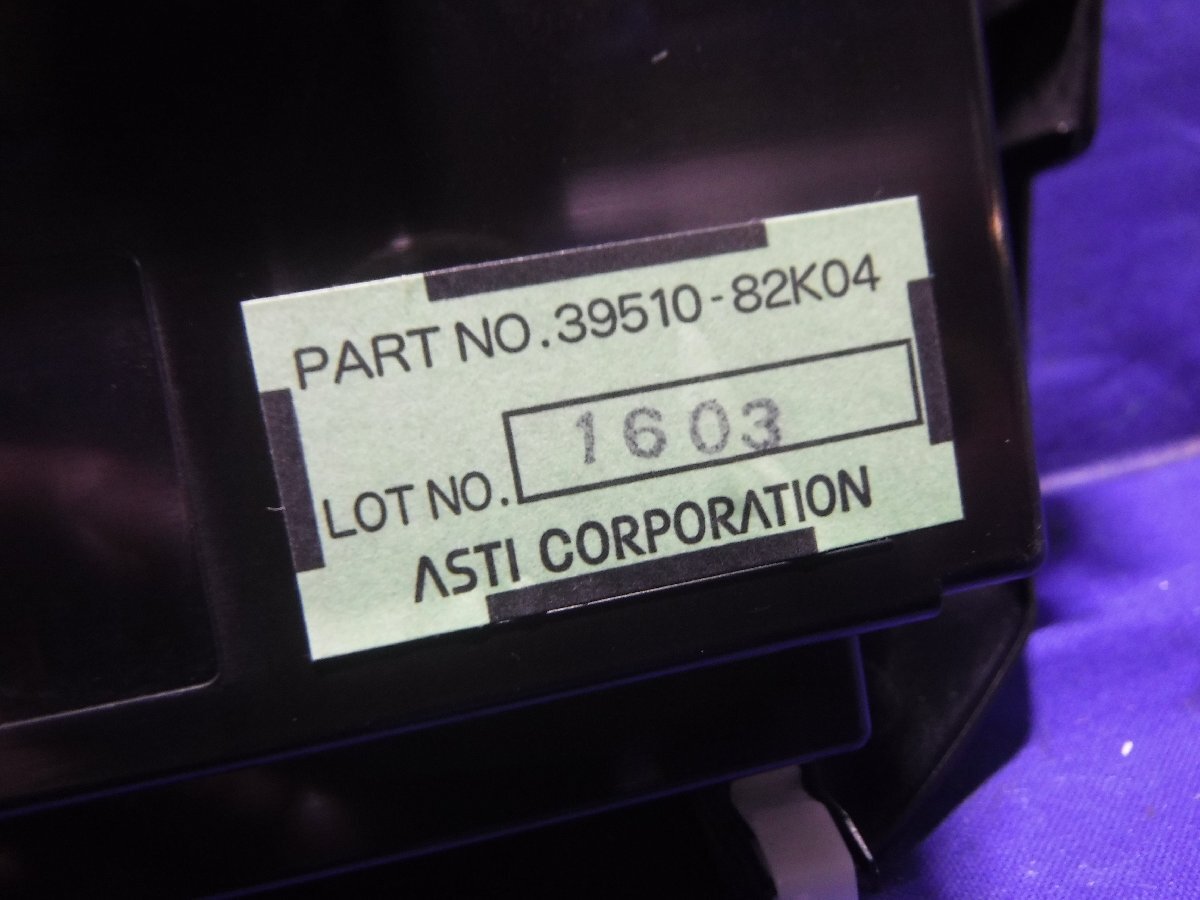 PART NO. 39510-82K04
LOT NO. 1603
ASTI CORPORATION